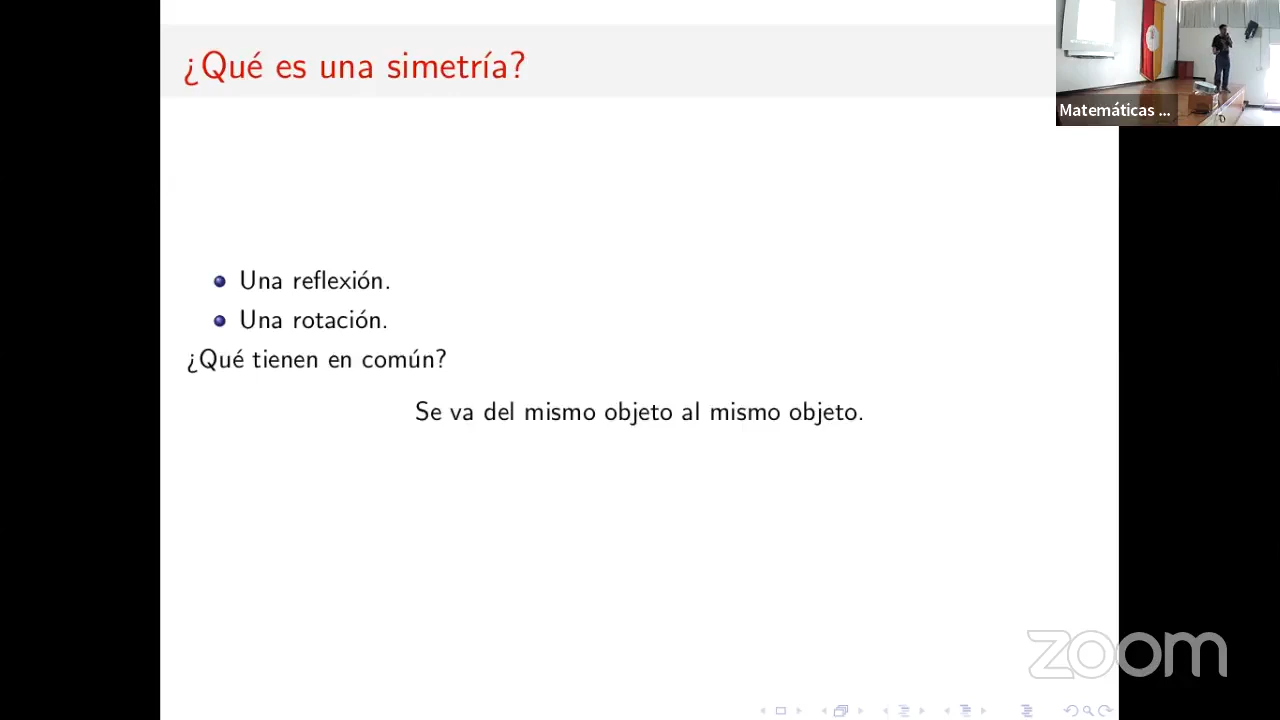 ¿Qué es una simetría?
Matemáticas ...
Una reflexión.
Una rotación.
¿Qué tienen en común?
Se va del mismo objeto al mismo objeto.
zoom